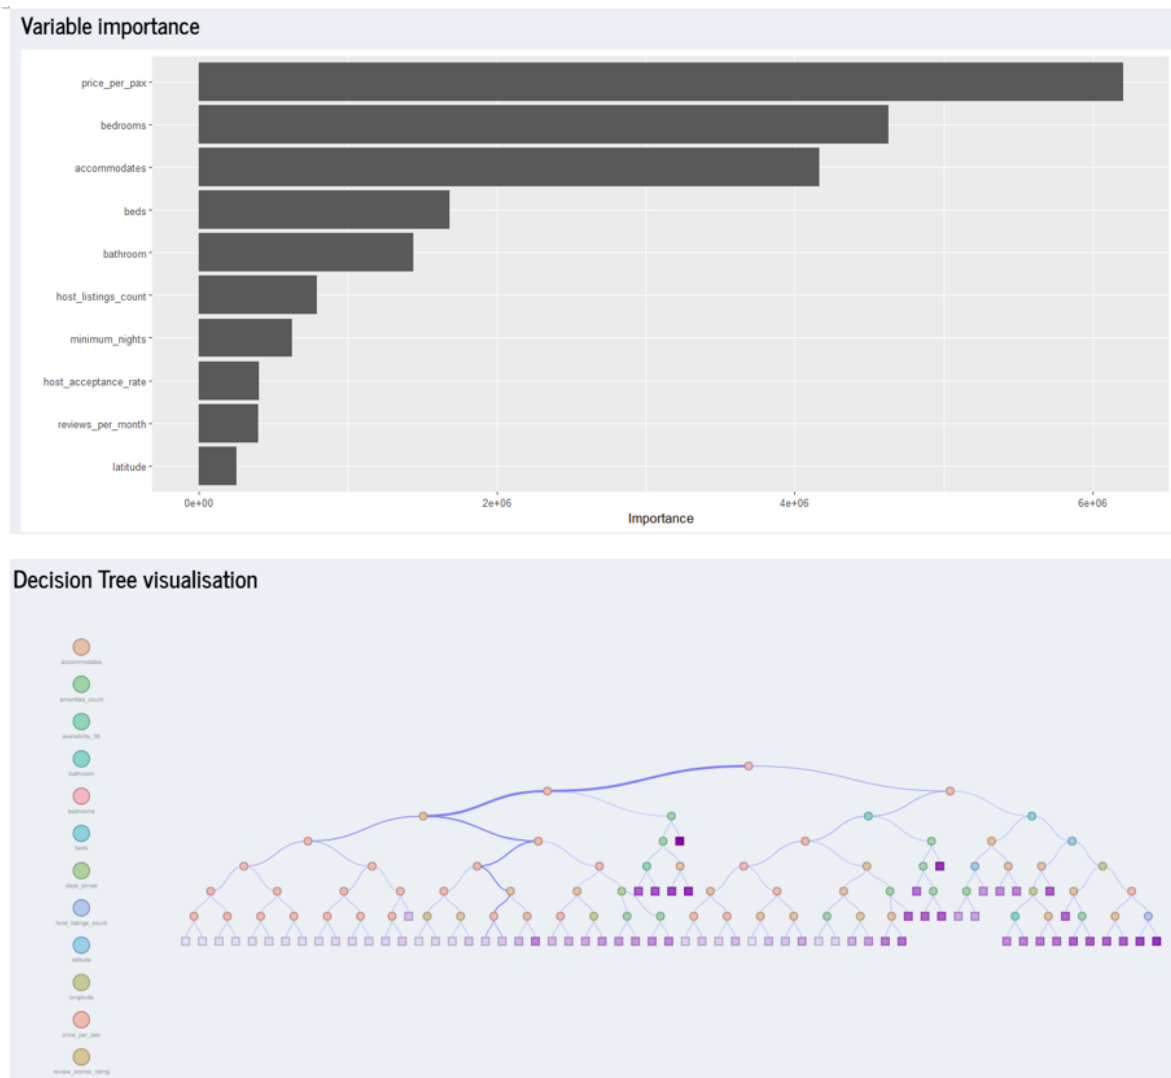 Variable importance
price_per_pax
bedrooms
accommodates
beds
bathroom
host_listings_count
minimum_nights
host_acceptance_rate
reviews_per_month
latitude
0e+00 2e+06 4e+06 6e+06
Importance
Decision Tree visualisation
accommodates
amenities_count
availability_30
bathroom
bedrooms
beds
days_joined
host_listings_count
latitude
longitude
price_per_pax
review_scores_rating